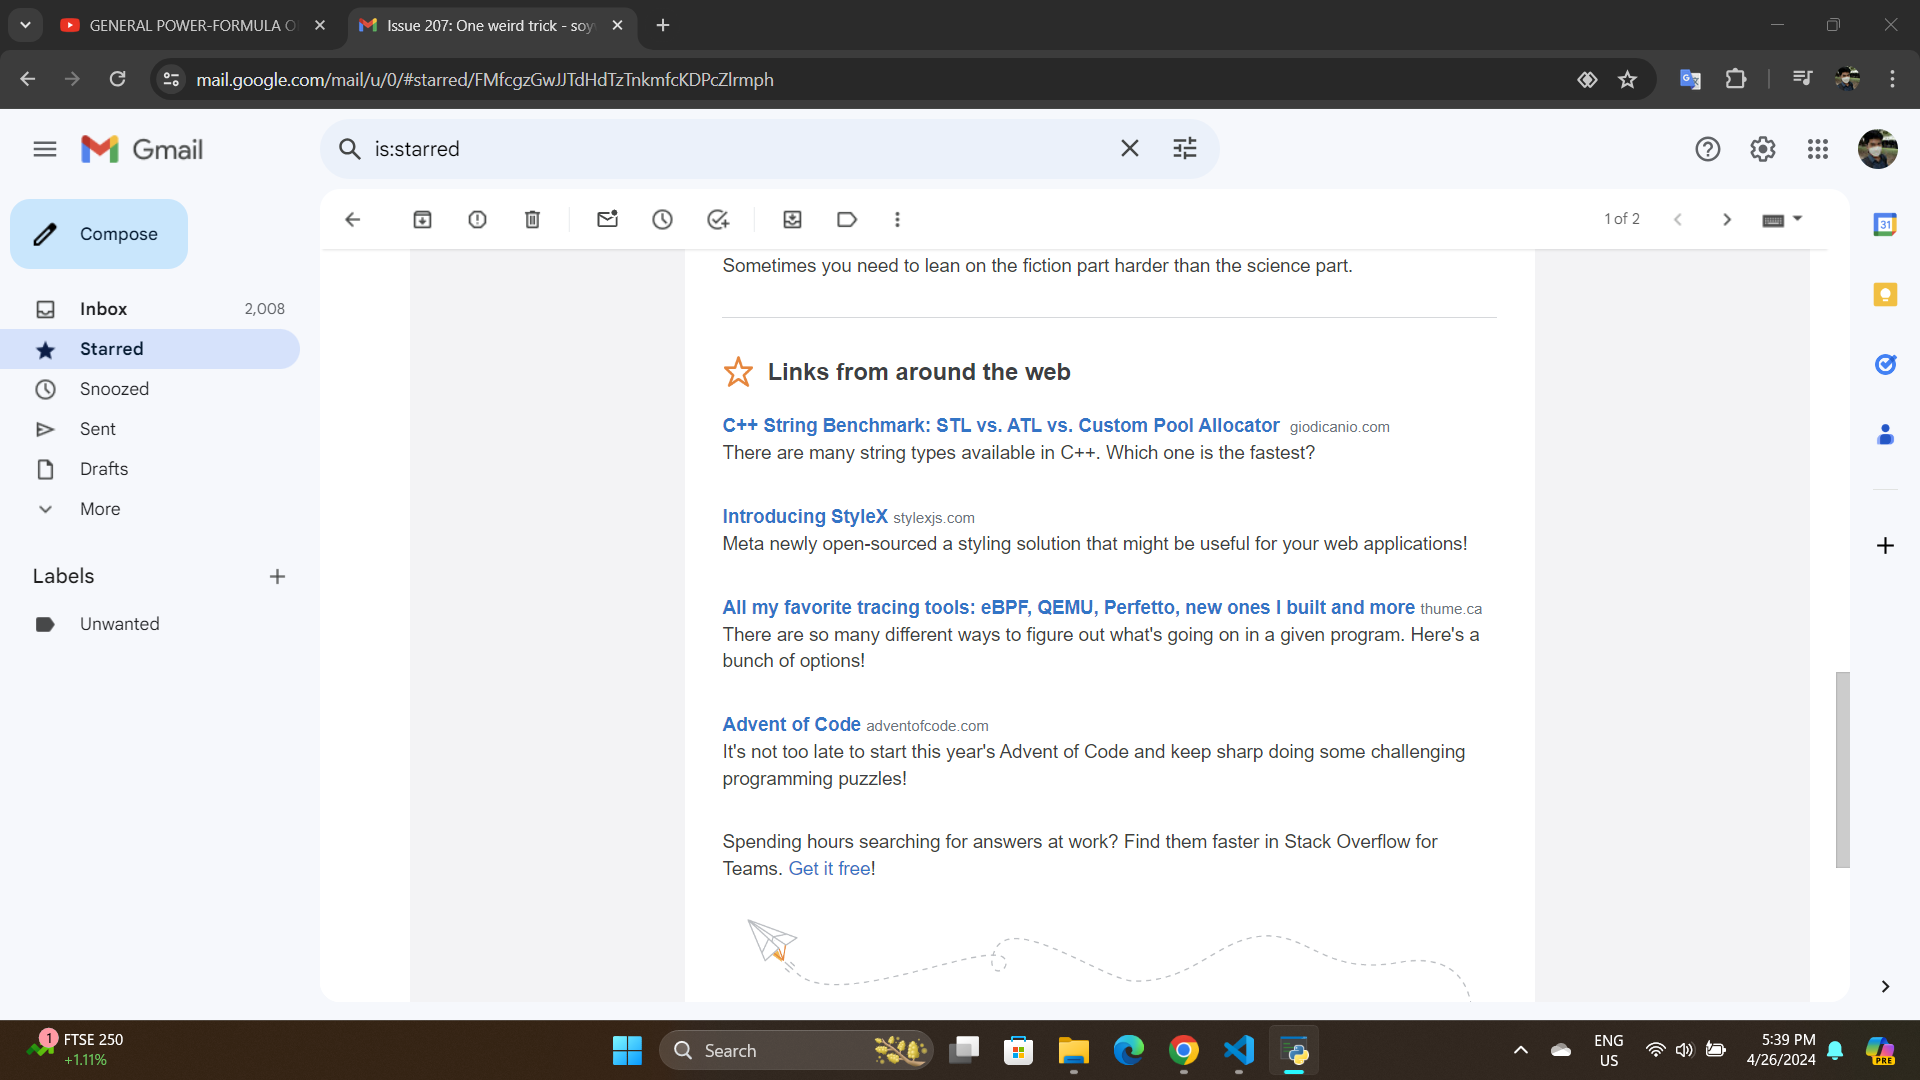 GENERAL POWER-FORMULA O
Issue 207: One weird trick - soy
mail.google.com/mail/u/0/#starred/FMfcgzGwJJTdHdTzTnkmfcKDPcZlrmph
Gmail
is:starred
Compose
1 of 2
Inbox 2,008
Starred
Snoozed
Sent
Drafts
More
Labels
Unwanted
Sometimes you need to lean on the fiction part harder than the science part.
Links from around the web
C++ String Benchmark: STL vs. ATL vs. Custom Pool Allocator giodicanio.com
There are many string types available in C++. Which one is the fastest?
Introducing StyleX stylexjs.com
Meta newly open-sourced a styling solution that might be useful for your web applications!
All my favorite tracing tools: eBPF, QEMU, Perfetto, new ones I built and more thume.ca
There are so many different ways to figure out what's going on in a given program. Here's a
bunch of options!
Advent of Code adventofcode.com
It's not too late to start this year's Advent of Code and keep sharp doing some challenging
programming puzzles!
Spending hours searching for answers at work? Find them faster in Stack Overflow for
Teams. Get it free!
31
1
FTSE 250
+1.11%
Search
ENG
US
5:39 PM
4/26/2024
PRE